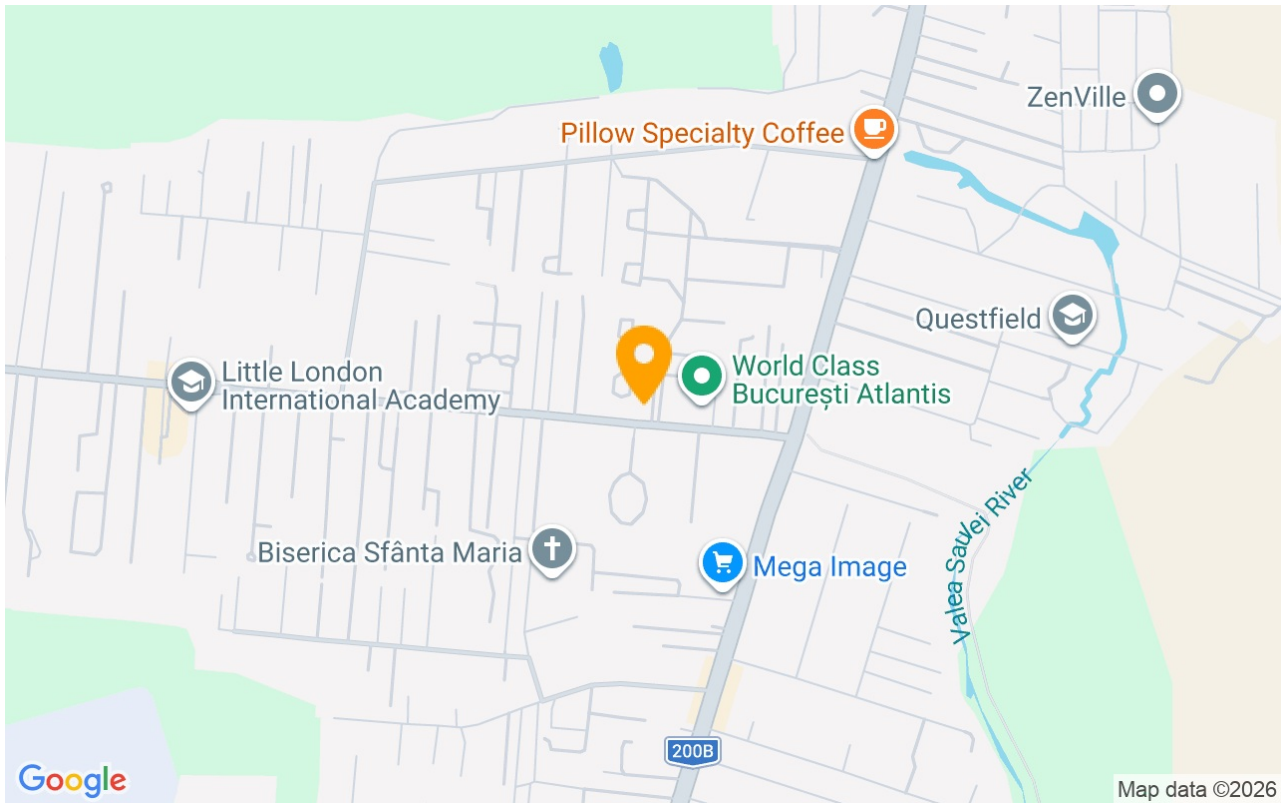 ZenVille
Pillow Specialty Coffee
Questfield
World Class
București Atlantis
Little London
International Academy
Valea Saulei River
Biserica Sfânta Maria
Mega Image
200B
Google
Map data ©2026